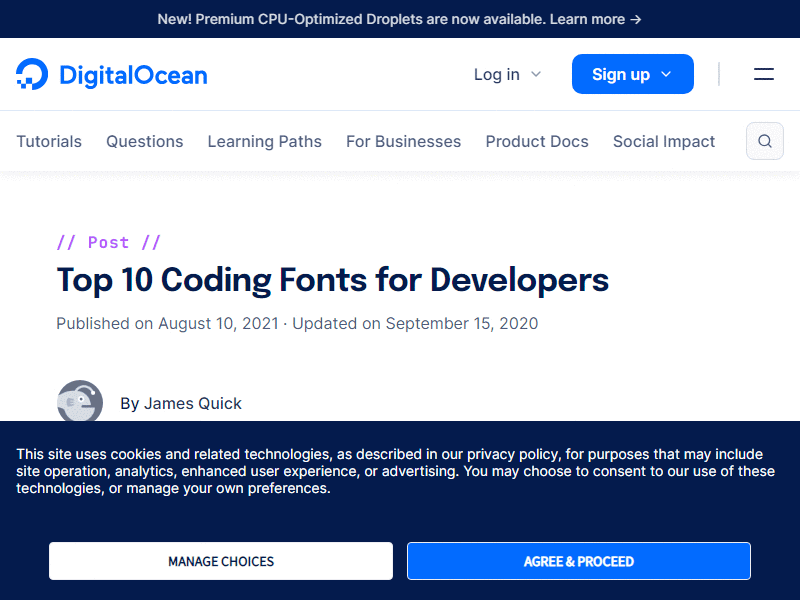 New! Premium CPU-Optimized Droplets are now available. Learn more →
DigitalOcean
Log in
Sign up
Tutorials
Questions
Learning Paths
For Businesses
Product Docs
Social Impact
// Post //
Top 10 Coding Fonts for Developers
Published on August 10, 2021 · Updated on September 15, 2020
By James Quick
This site uses cookies and related technologies, as described in our privacy policy, for purposes that may include
site operation, analytics, enhanced user experience, or advertising. You may choose to consent to our use of these
technologies, or manage your own preferences.
MANAGE CHOICES
AGREE & PROCEED